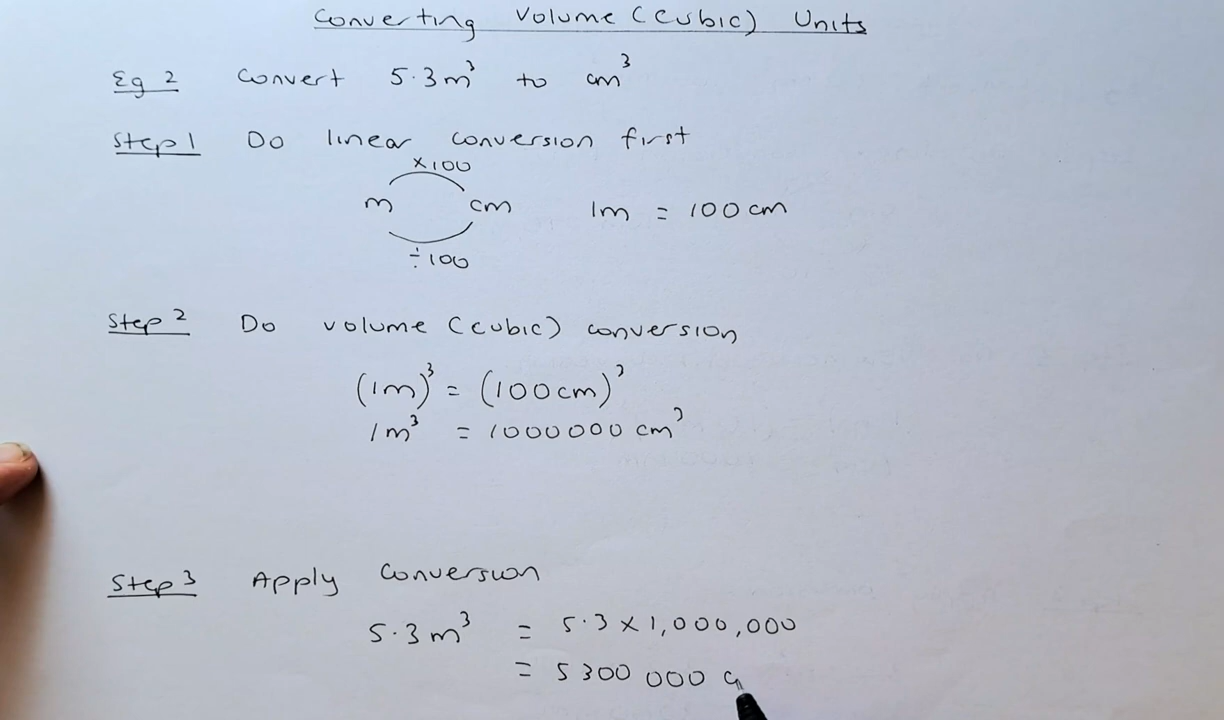 Converting Volume (Cubic) Units
Eg 2 Convert 5.3m³ to cm³
Step 1 Do linear conversion first
×100
m cm 1m = 100cm
÷100
Step 2 Do volume (cubic) conversion
(1m)³ = (100cm)³
1m³ = 1000000 cm³
Step 3 Apply Conversion
5.3m³ = 5.3 × 1,000,000
= 5300 000 c